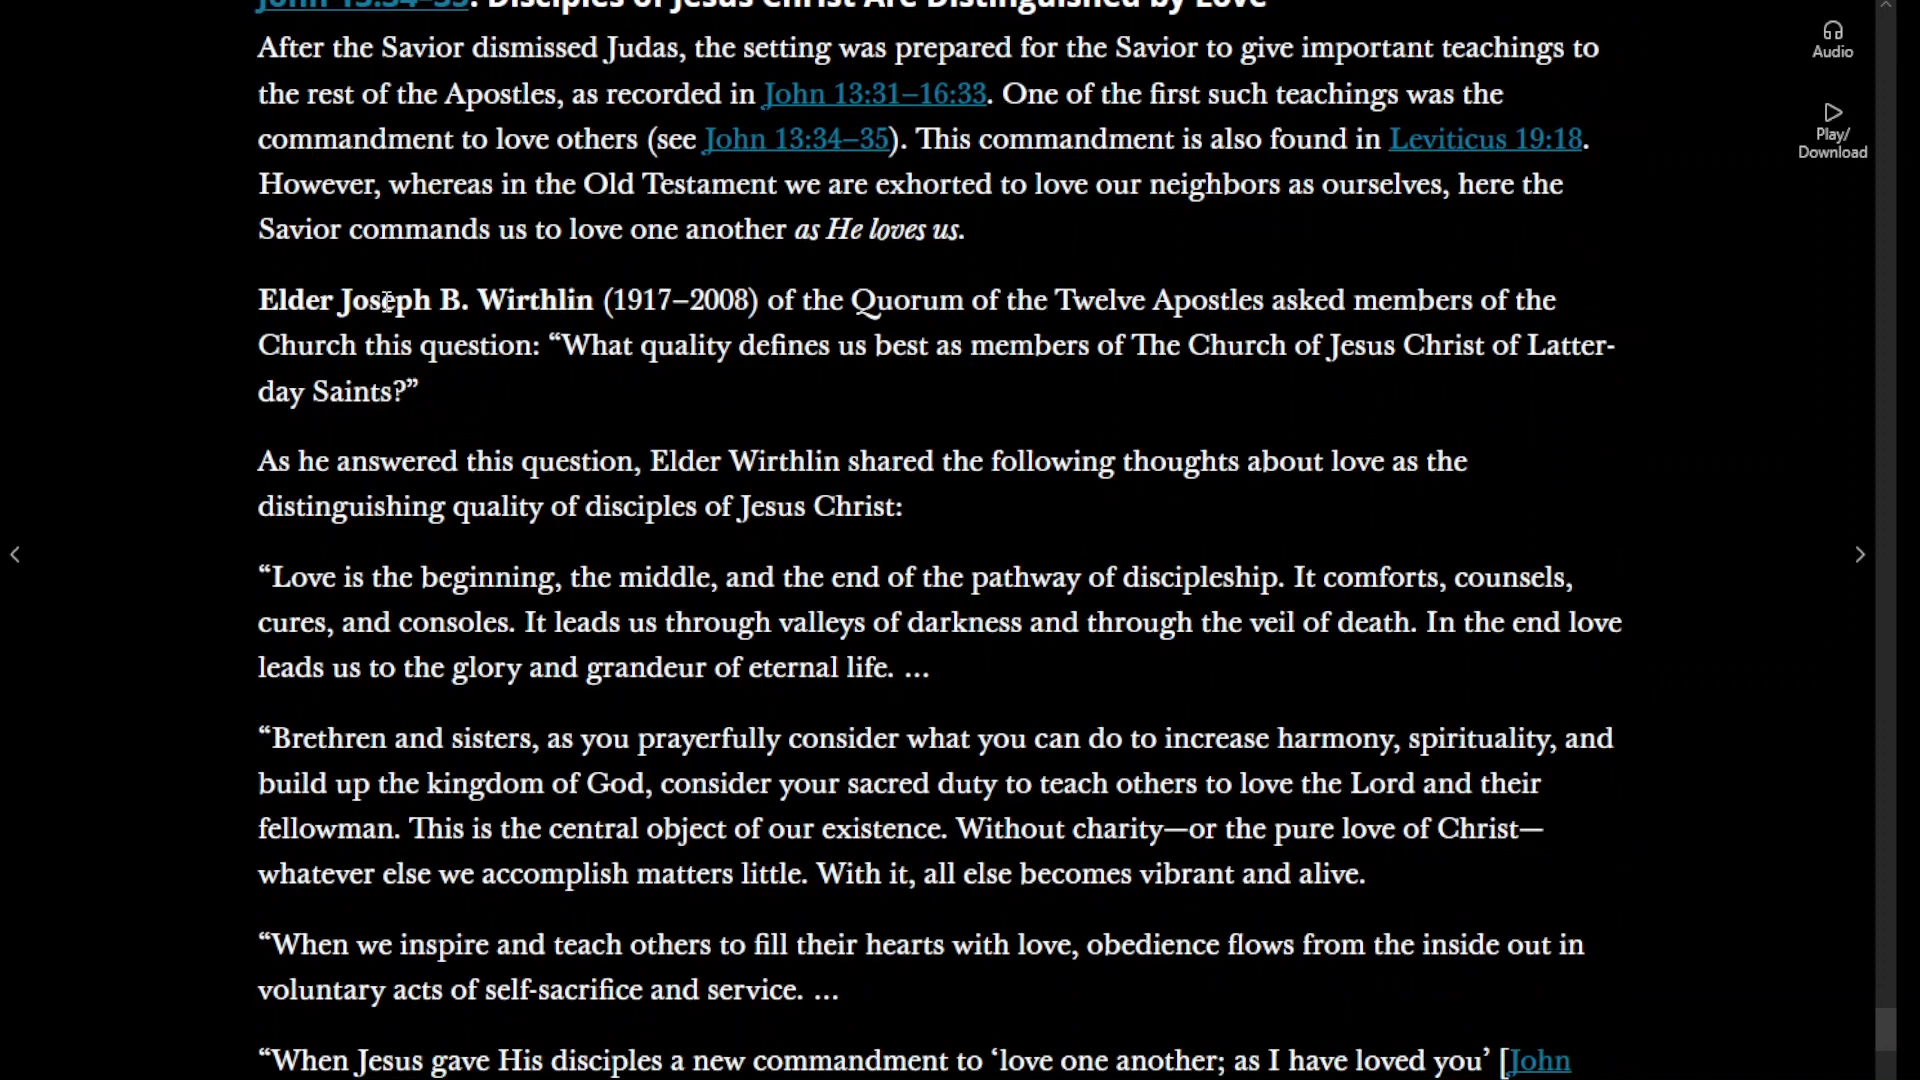 John 13:34–35. Disciples of Jesus Christ Are Distinguished by Love
After the Savior dismissed Judas, the setting was prepared for the Savior to give important teachings to
the rest of the Apostles, as recorded in John 13:31–16:33. One of the first such teachings was the
commandment to love others (see John 13:34–35). This commandment is also found in Leviticus 19:18.
However, whereas in the Old Testament we are exhorted to love our neighbors as ourselves, here the
Savior commands us to love one another as He loves us.
Elder Joseph B. Wirthlin (1917–2008) of the Quorum of the Twelve Apostles asked members of the
Church this question: “What quality defines us best as members of The Church of Jesus Christ of Latter-
day Saints?”
As he answered this question, Elder Wirthlin shared the following thoughts about love as the
distinguishing quality of disciples of Jesus Christ:
“Love is the beginning, the middle, and the end of the pathway of discipleship. It comforts, counsels,
cures, and consoles. It leads us through valleys of darkness and through the veil of death. In the end love
leads us to the glory and grandeur of eternal life. …
“Brethren and sisters, as you prayerfully consider what you can do to increase harmony, spirituality, and
build up the kingdom of God, consider your sacred duty to teach others to love the Lord and their
fellowman. This is the central object of our existence. Without charity—or the pure love of Christ—
whatever else we accomplish matters little. With it, all else becomes vibrant and alive.
“When we inspire and teach others to fill their hearts with love, obedience flows from the inside out in
voluntary acts of self-sacrifice and service. …
“When Jesus gave His disciples a new commandment to ‘love one another; as I have loved you’ [John
Audio
Play/
Download